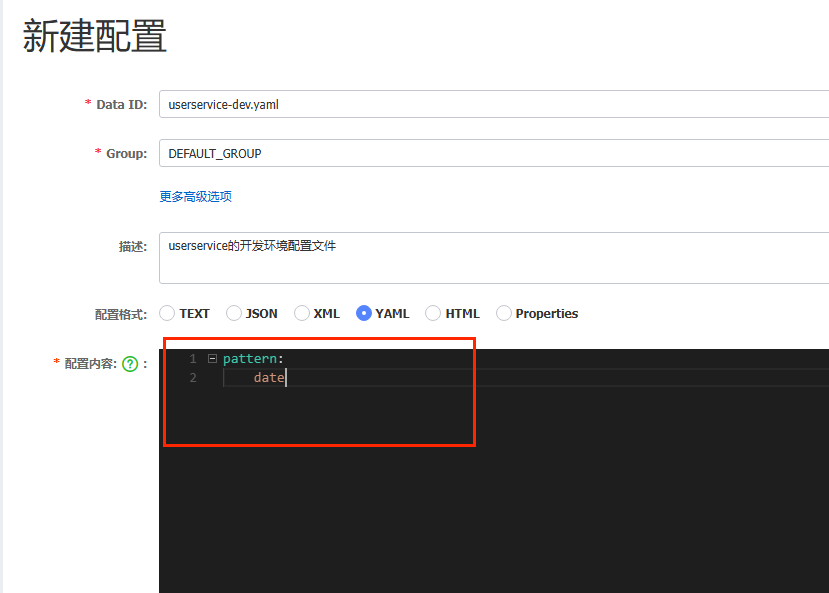 新建配置
* Data ID: userservice-dev.yaml
* Group: DEFAULT_GROUP
更多高级选项
描述: userservice的开发环境配置文件
配置格式: TEXT JSON XML YAML HTML Properties
* 配置内容: ? :
1 pattern:
2 date